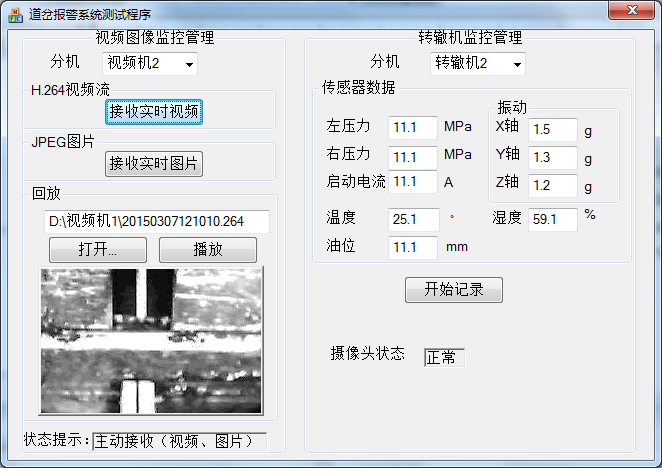 道岔报警系统测试程序
视频图像监控管理
分机 视频机2
H.264视频流
接收实时视频
JPEG图片
接收实时图片
回放
D:\视频机1\20150307121010.264
打开... 播放
状态提示: 主动接收（视频、图片）
转辙机监控管理
分机 转辙机2
传感器数据
左压力 11.1 MPa
右压力 11.1 MPa
启动电流 11.1 A
振动
X轴 1.5 g
Y轴 1.3 g
Z轴 1.2 g
温度 25.1 ° 湿度 59.1 %
油位 11.1 mm
开始记录
摄像头状态 正常